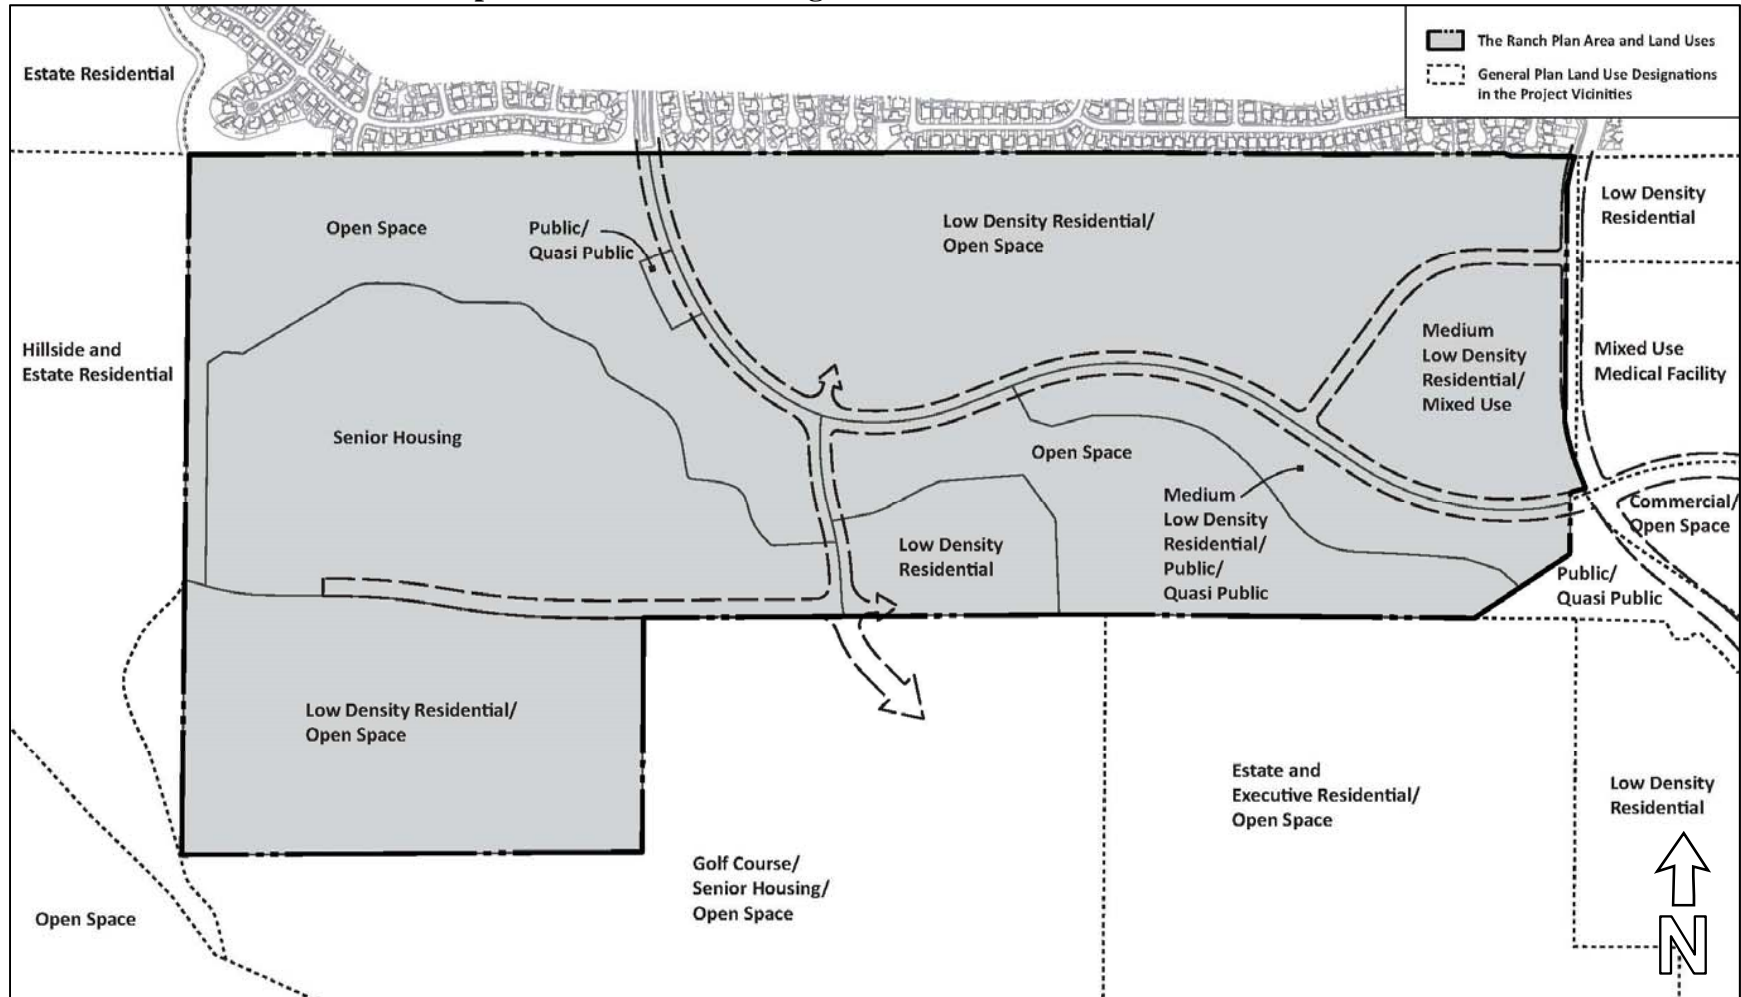 The Ranch Plan Area and Land Uses
General Plan Land Use Designations
in the Project Vicinities
Estate Residential
Low Density
Residential
Open Space
Public/
Quasi Public
Low Density Residential/
Open Space
Hillside and
Estate Residential
Medium
Low Density
Residential/
Mixed Use
Mixed Use
Medical Facility
Senior Housing
Open Space
Medium
Low Density
Residential/
Public/
Quasi Public
Commercial/
Open Space
Low Density
Residential
Public/
Quasi Public
Low Density Residential/
Open Space
Estate and
Executive Residential/
Open Space
Low Density
Residential
Golf Course/
Senior Housing/
Open Space
Open Space
N